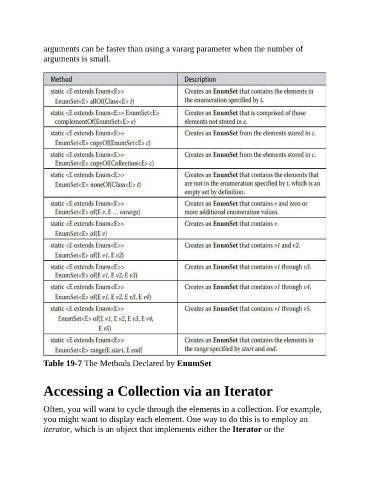 arguments can be faster than using a vararg parameter when the number of
arguments is small.
Method Description
static <E extends Enum<E>> Creates an EnumSet that contains the elements in
EnumSet<E> allOf(Class<E> t) the enumeration specified by t.
static <E extends Enum<E>> EnumSet<E> Creates an EnumSet that is comprised of those
complementOf(EnumSet<E> e) elements not stored in e.
static <E extends Enum<E>> Creates an EnumSet from the elements stored in c.
EnumSet<E> copyOf(EnumSet<E> c)
static <E extends Enum<E>> Creates an EnumSet from the elements stored in c.
EnumSet<E> copyOf(Collection<E> c)
static <E extends Enum<E>> Creates an EnumSet that contains the elements that
EnumSet<E> noneOf(Class<E> t) are not in the enumeration specified by t, which is an
empty set by definition.
static <E extends Enum<E>> Creates an EnumSet that contains v and zero or
EnumSet<E> of(E v, E ... varargs) more additional enumeration values.
static <E extends Enum<E>> Creates an EnumSet that contains v.
EnumSet<E> of(E v)
static <E extends Enum<E>> Creates an EnumSet that contains v1 and v2.
EnumSet<E> of(E v1, E v2)
static <E extends Enum<E>> Creates an EnumSet that contains v1 through v3.
EnumSet<E> of(E v1, E v2, E v3)
static <E extends Enum<E>> Creates an EnumSet that contains v1 through v4.
EnumSet<E> of(E v1, E v2, E v3, E v4)
static <E extends Enum<E>> Creates an EnumSet that contains v1 through v5.
EnumSet<E> of(E v1, E v2, E v3, E v4,
E v5)
static <E extends Enum<E>> Creates an EnumSet that contains the elements in
EnumSet<E> range(E start, E end) the range specified by start and end.
Table 19-7 The Methods Declared by EnumSet
Accessing a Collection via an Iterator
Often, you will want to cycle through the elements in a collection. For example,
you might want to display each element. One way to do this is to employ an
iterator, which is an object that implements either the Iterator or the